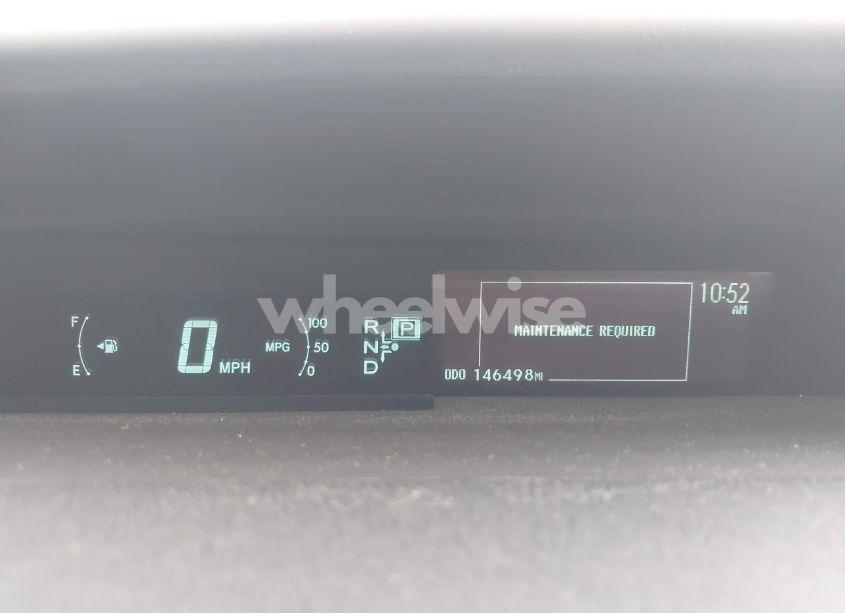 wheelwise
F
E
0 MPH
MPG
100
50
0
R P
N
D
10:52
AM
MAINTENANCE REQUIRED
ODO 146498MI